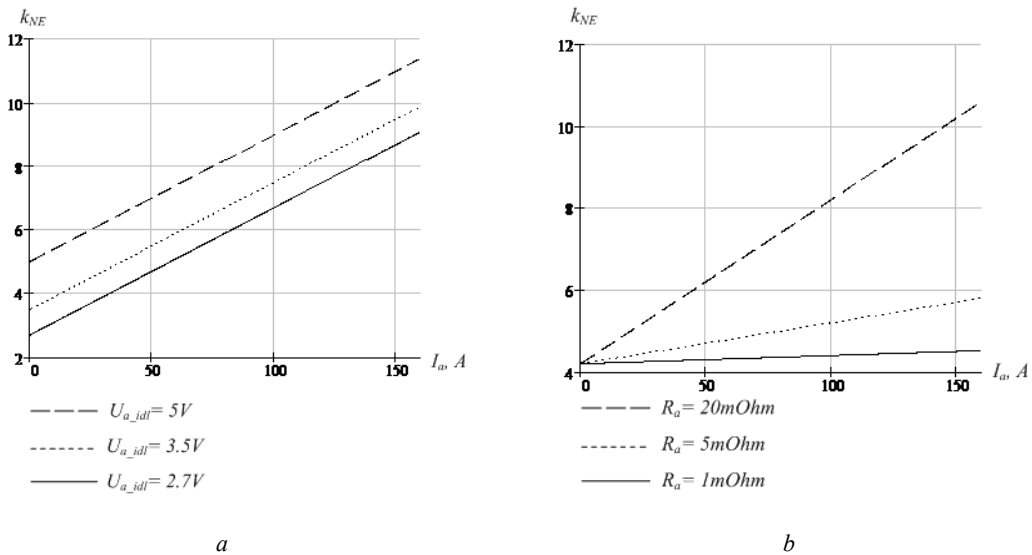 k_NE
12
10
8
6
4
2
0 50 100 150
I_a, A
U_a_idl= 5V
U_a_idl= 3.5V
U_a_idl= 2.7V
a
k_NE
12
10
8
6
4
0 50 100 150
I_a, A
R_a= 20mOhm
R_a= 5mOhm
R_a= 1mOhm
b